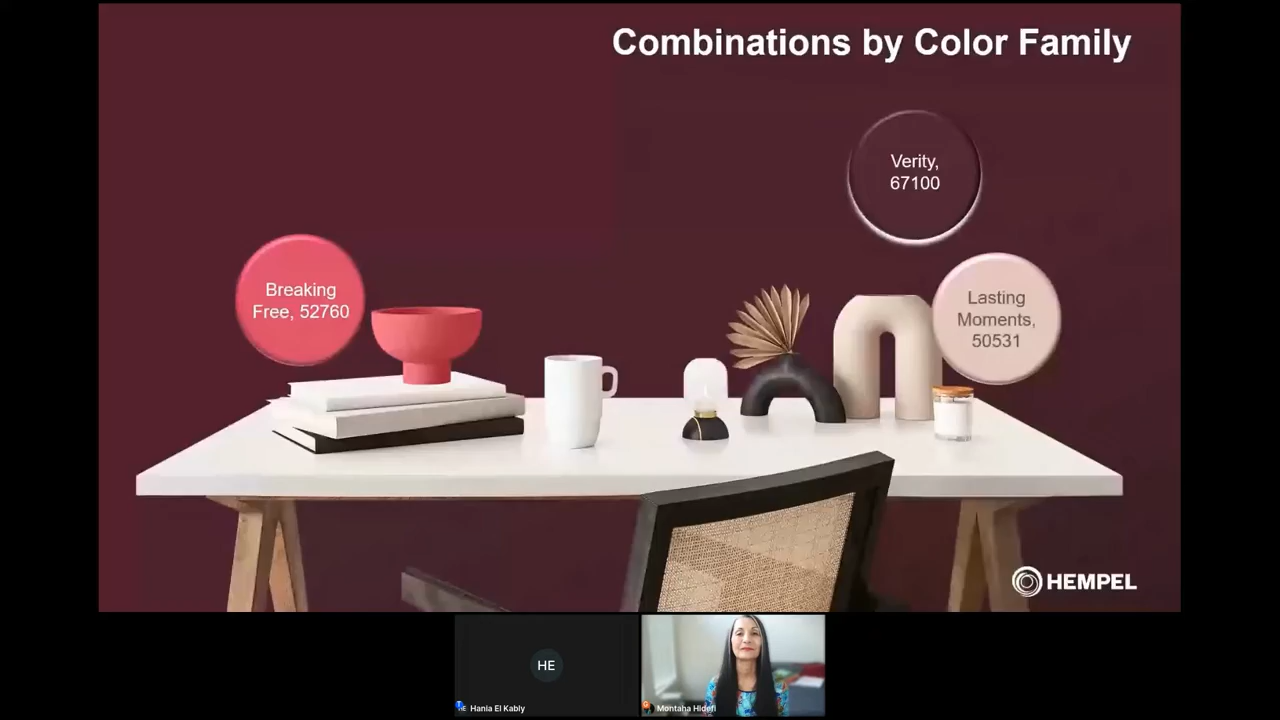 Combinations by Color Family
Verity,
67100
Breaking
Free, 52760
Lasting
Moments,
50531
HEMPEL
HE
Hania El Kably
Montaha Hidefi